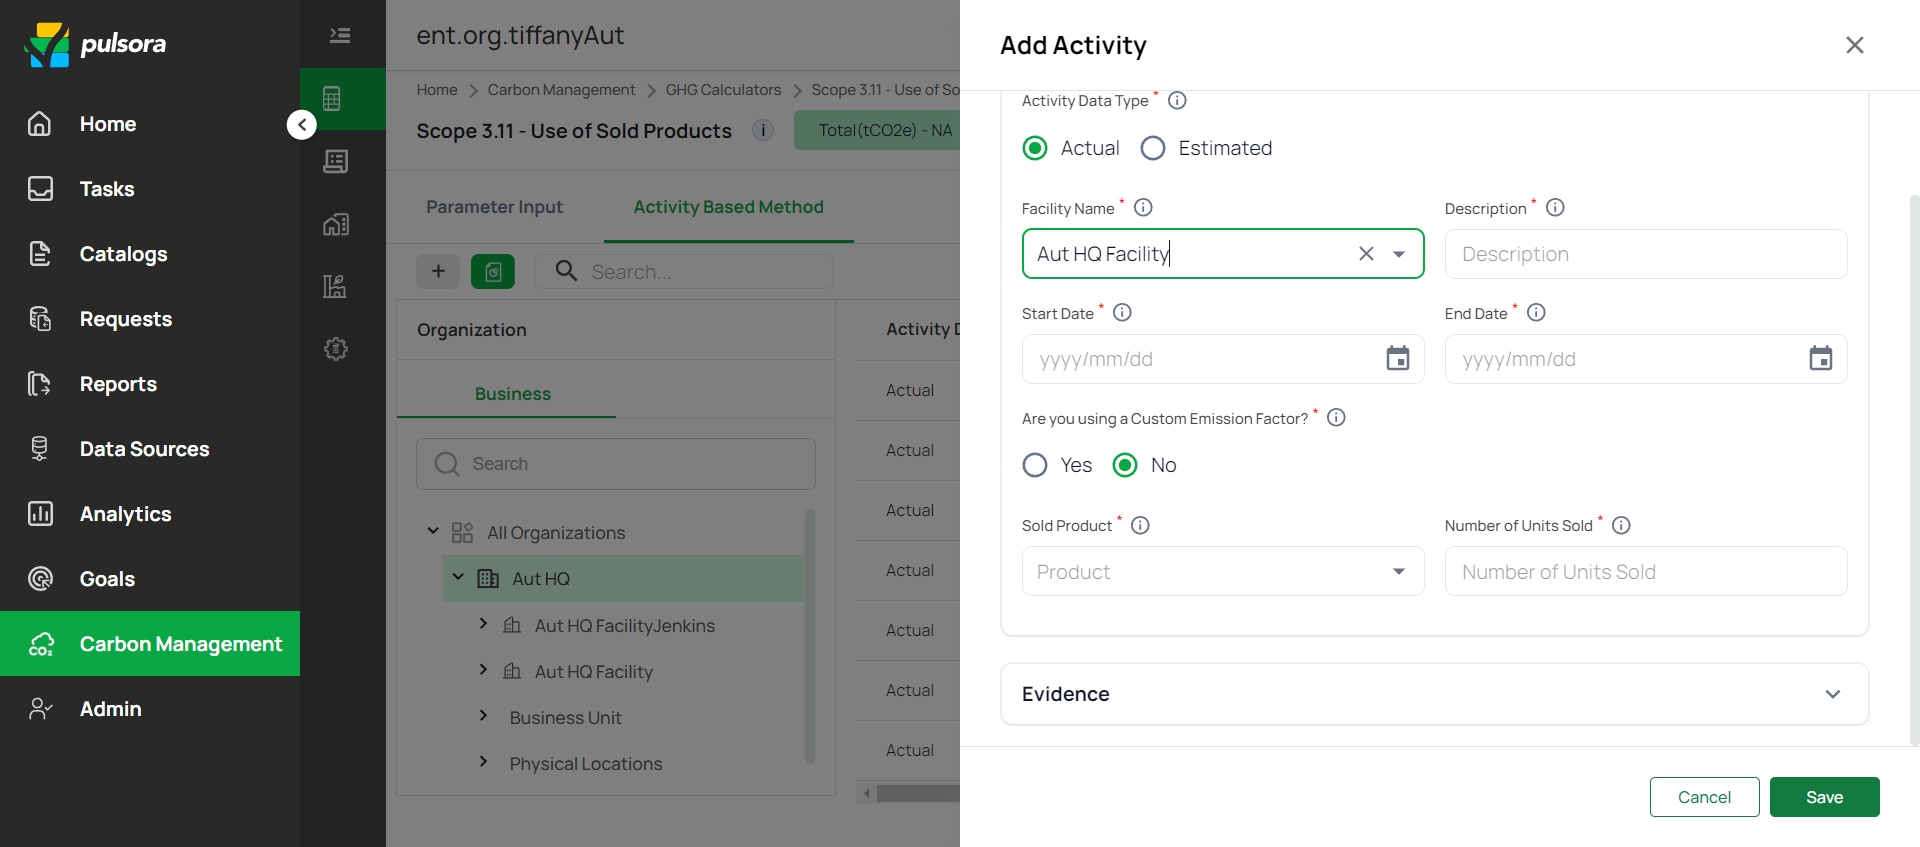 pulsora
Home
Tasks
Catalogs
Requests
Reports
Data Sources
Analytics
Goals
CO₂
Carbon Management
Admin
ent.org.tiffanyAut
Home > Carbon Management > GHG Calculators > Scope 3.11 - Use of So
Scope 3.11 - Use of Sold Products
Total(tCO2e) - NA
Parameter Input
Activity Based Method
Search...
Organization
Business
Search
All Organizations
Aut HQ
Aut HQ FacilityJenkins
Aut HQ Facility
Business Unit
Physical Locations
Activity D
Actual
Actual
Actual
Actual
Actual
Actual
Actual
Add Activity
Activity Data Type *
Actual
Estimated
Facility Name *
Aut HQ Facility
Description *
Description
Start Date *
yyyy/mm/dd
End Date *
yyyy/mm/dd
Are you using a Custom Emission Factor? *
Yes
No
Sold Product *
Product
Number of Units Sold *
Number of Units Sold
Evidence
Cancel
Save